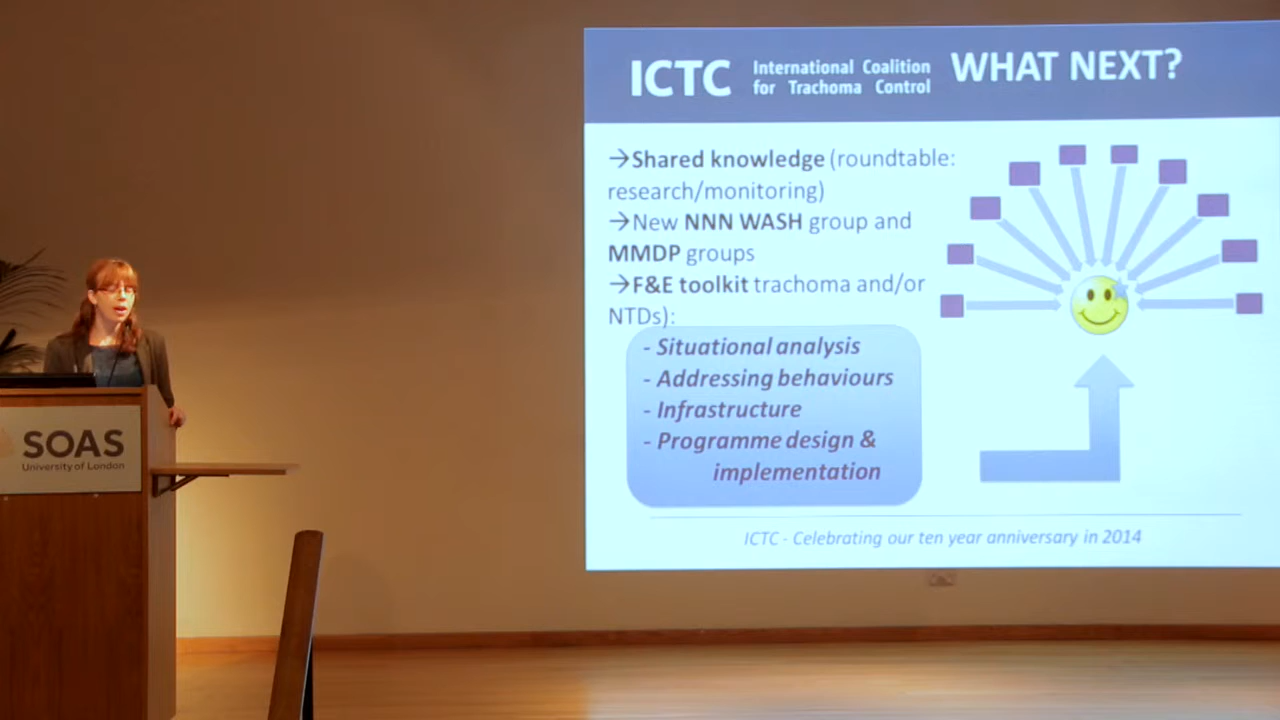 ICTC International Coalition for Trachoma Control WHAT NEXT?
→Shared knowledge (roundtable:
research/monitoring)
→New NNN WASH group and
MMDP groups
→F&E toolkit trachoma and/or
NTDs):
- Situational analysis
- Addressing behaviours
- Infrastructure
- Programme design &
implementation
ICTC - Celebrating our ten year anniversary in 2014
SOAS
University of London